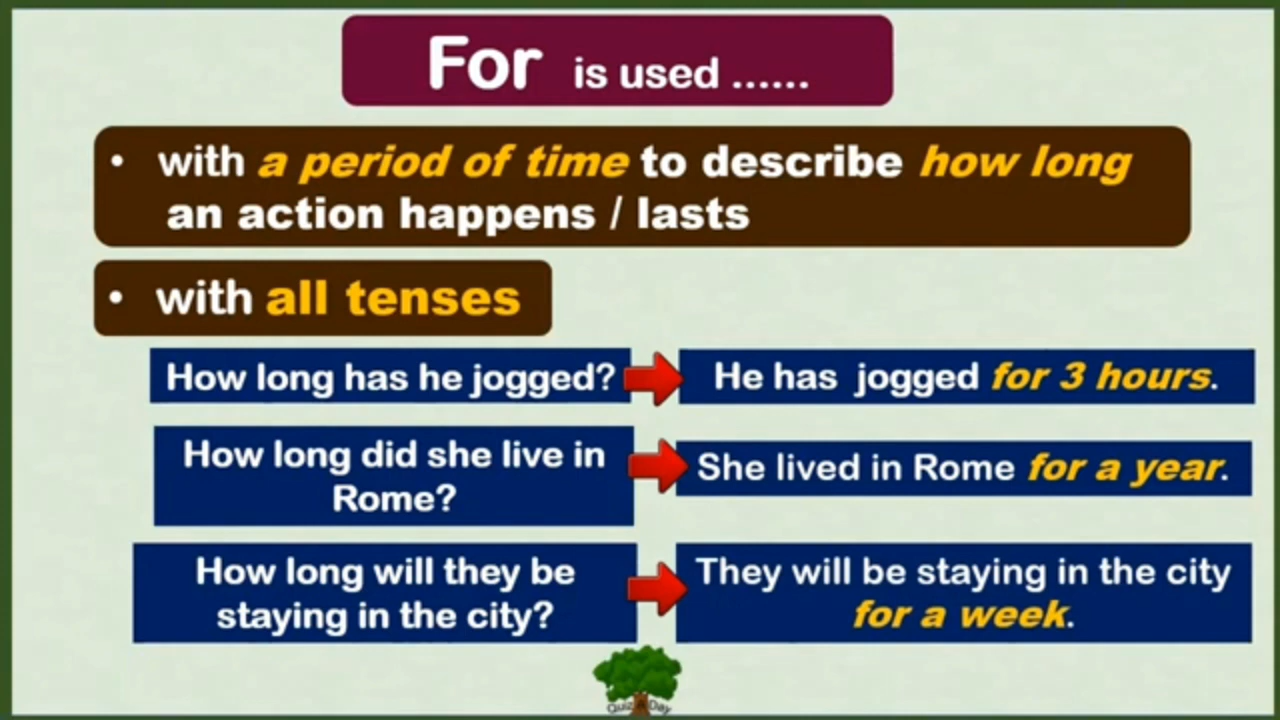 For is used ......
• with a period of time to describe how long
an action happens / lasts
• with all tenses
How long has he jogged?
He has jogged for 3 hours.
How long did she live in
Rome?
She lived in Rome for a year.
How long will they be
staying in the city?
They will be staying in the city
for a week.
Quiz A Day